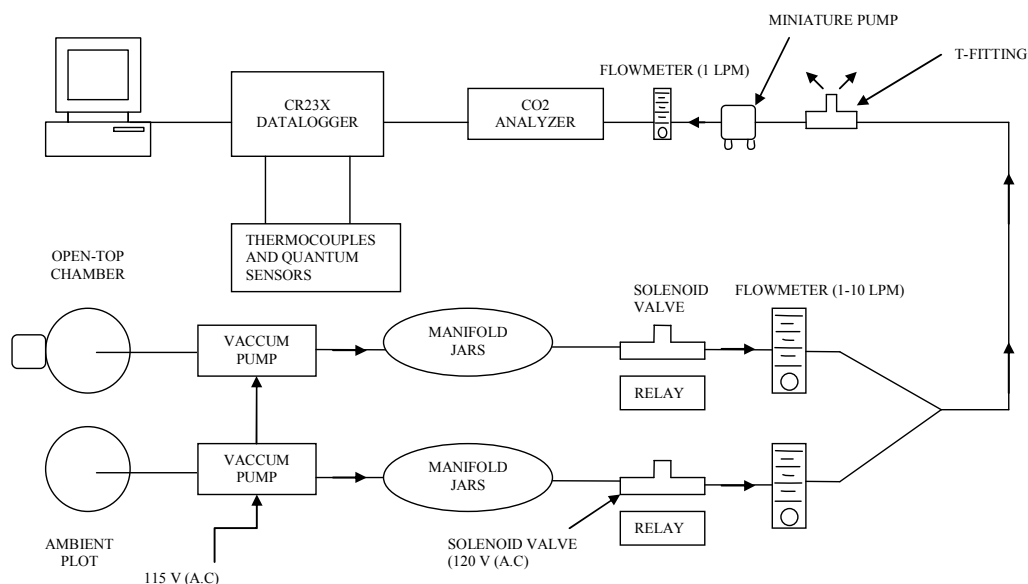 MINIATURE PUMP
T-FITTING
FLOWMETER (1 LPM)
CR23X
DATALOGGER
CO2
ANALYZER
THERMOCOUPLES
AND QUANTUM
SENSORS
OPEN-TOP
CHAMBER
VACCUM
PUMP
MANIFOLD
JARS
SOLENOID
VALVE
FLOWMETER (1-10 LPM)
RELAY
VACCUM
PUMP
MANIFOLD
JARS
RELAY
AMBIENT
PLOT
115 V (A.C)
SOLENOID VALVE
(120 V (A.C)